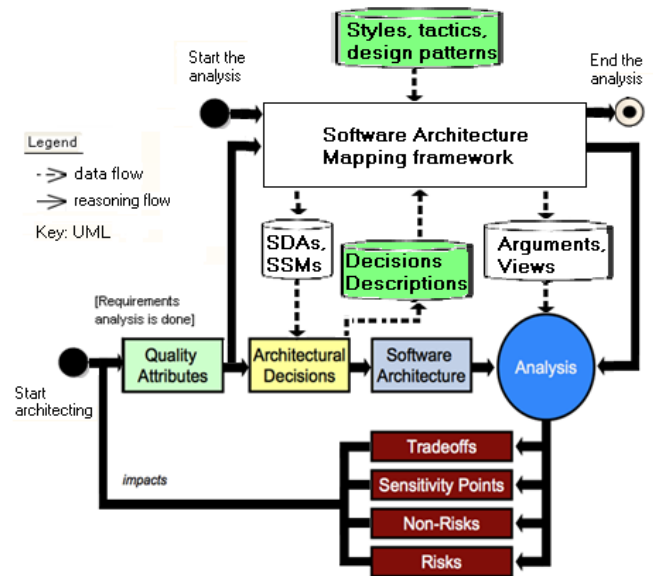 Styles, tactics,
design patterns
Start the
analysis
End the
analysis
Software Architecture
Mapping framework
Legend
data flow
reasoning flow
Key: UML
SDAs,
SSMs
Decisions
Descriptions
Arguments,
Views
[Requirements
analysis is done]
Quality
Attributes
Architectural
Decisions
Software
Architecture
Analysis
Start
architecting
Tradeoffs
impacts
Sensitivity Points
Non-Risks
Risks